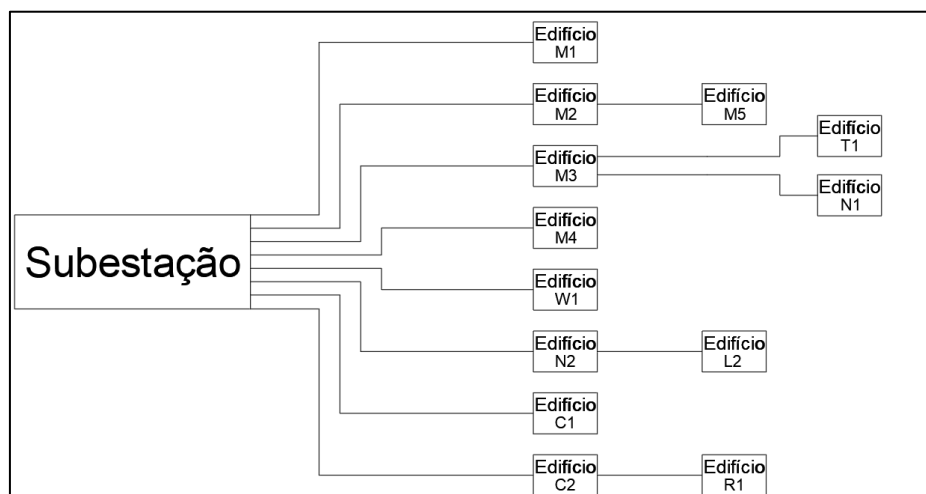 Edifício
M1
Edifício
M2
Edifício
M5
Edifício
T1
Edifício
M3
Edifício
N1
Edifício
M4
Subestação
Edifício
W1
Edifício
N2
Edifício
L2
Edifício
C1
Edifício
C2
Edifício
R1